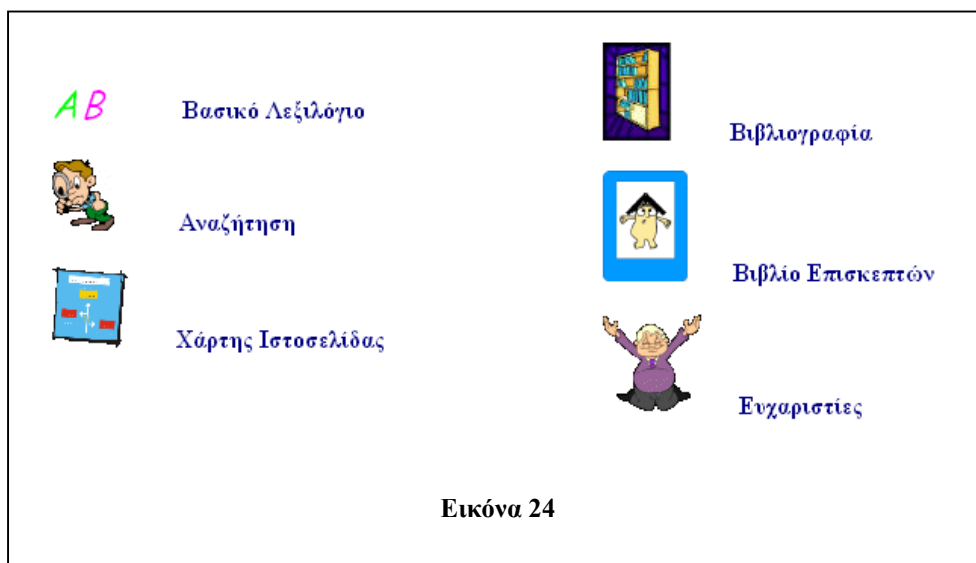 AB
Βασικό Λεξιλόγιο
Αναζήτηση
Χάρτης Ιστοσελίδας
Βιβλιογραφία
Βιβλίο Επισκεπτών
Ευχαριστίες
Εικόνα 24